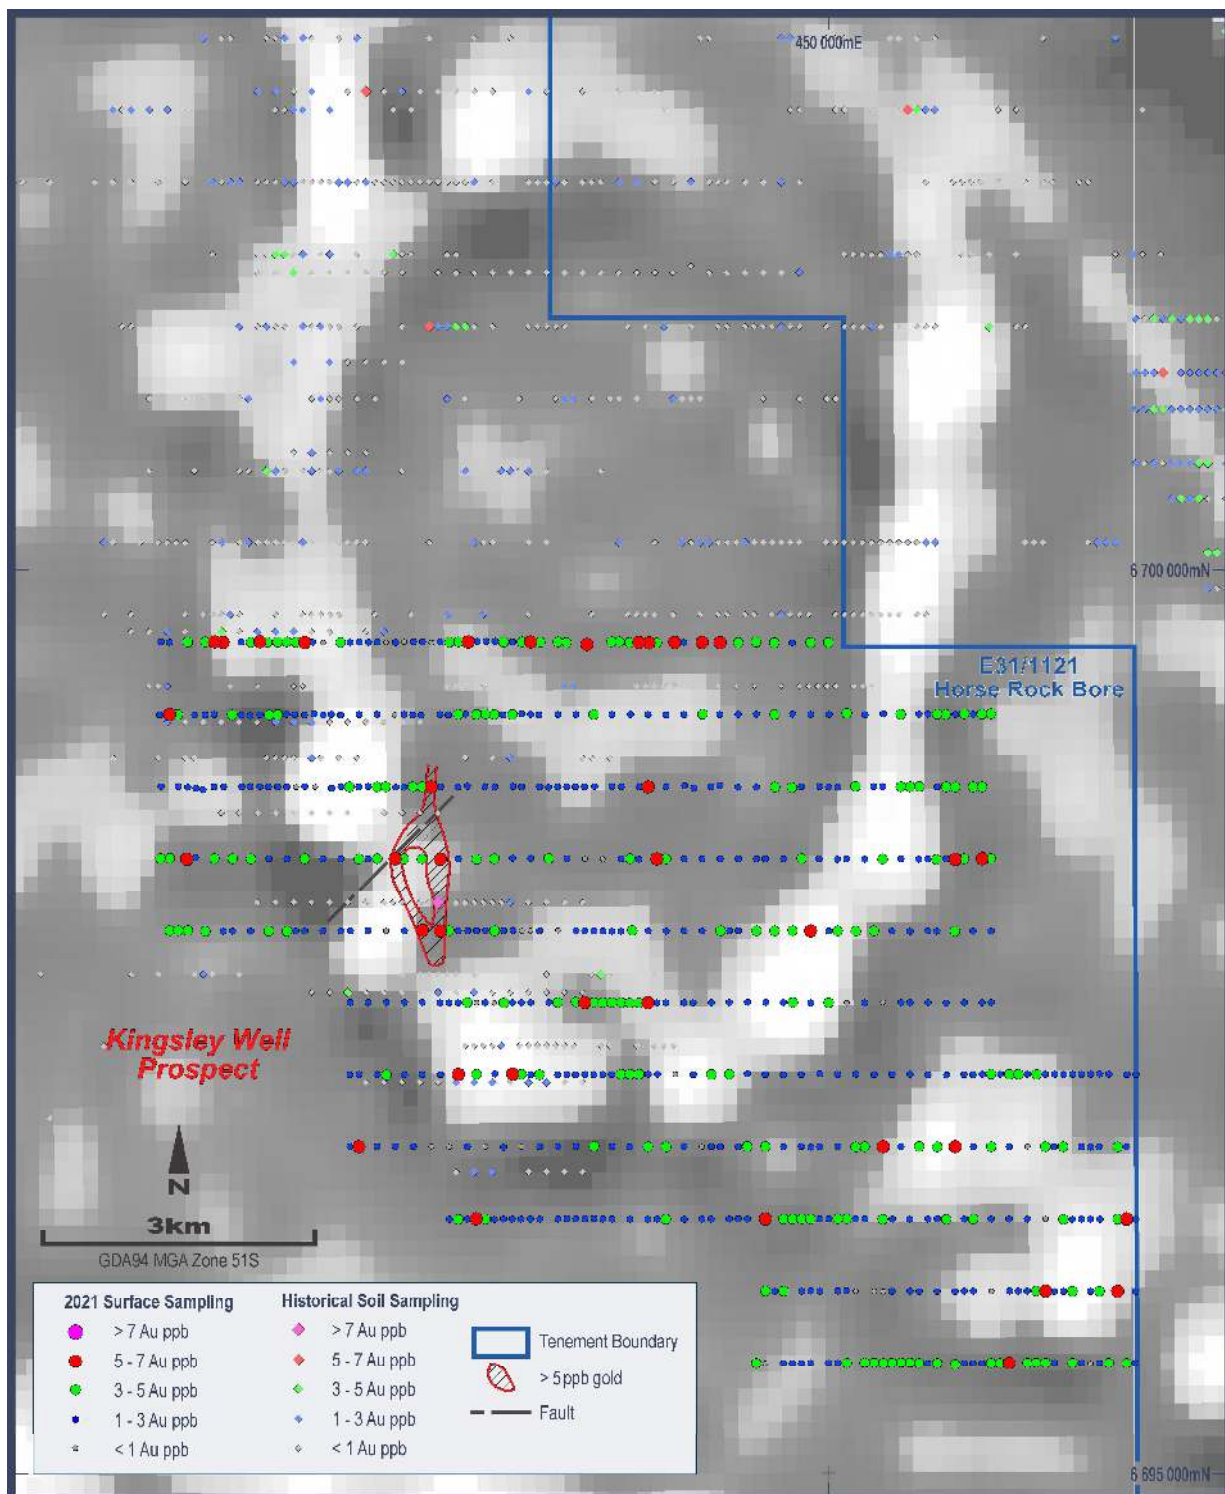 450 000mE
6 700 000mN
E31/1121
Horse Rock Bore
Kingsley Well
Prospect
N
3km
GDA94 MGA Zone 51S
6 695 000mN
2021 Surface Sampling
> 7 Au ppb
5 - 7 Au ppb
3 - 5 Au ppb
1 - 3 Au ppb
< 1 Au ppb
Historical Soil Sampling
> 7 Au ppb
5 - 7 Au ppb
3 - 5 Au ppb
1 - 3 Au ppb
< 1 Au ppb
Tenement Boundary
> 5ppb gold
Fault